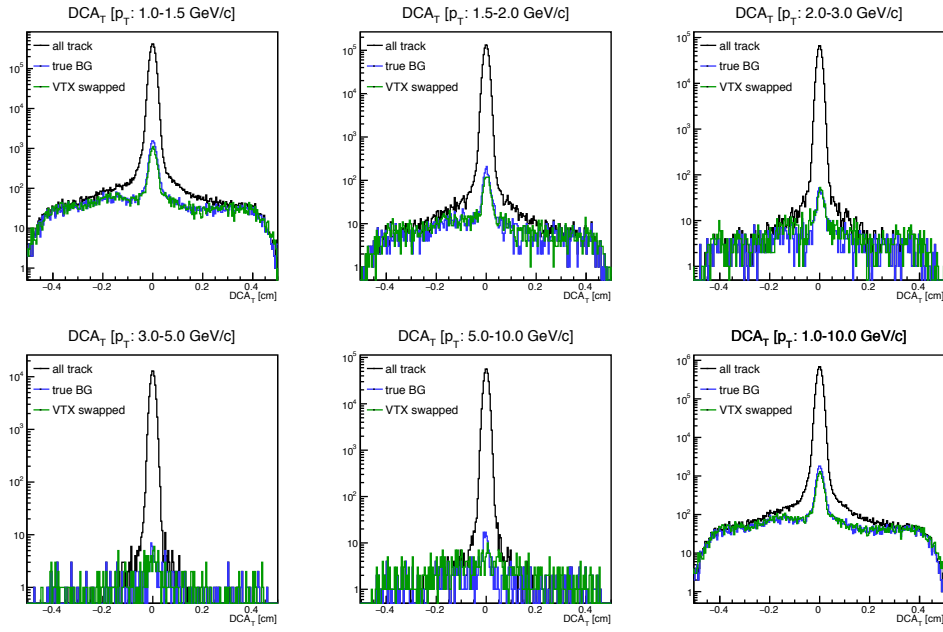 DCA_T [p_T: 1.0-1.5 GeV/c]
all track
true BG
VTX swapped
10^5
10^4
10^3
10^2
10
1
−0.4 −0.2 0 0.2 0.4
DCA_T [cm]
DCA_T [p_T: 1.5-2.0 GeV/c]
all track
true BG
VTX swapped
10^5
10^4
10^3
10^2
10
1
−0.4 −0.2 0 0.2 0.4
DCA_T [cm]
DCA_T [p_T: 2.0-3.0 GeV/c]
all track
true BG
VTX swapped
10^5
10^4
10^3
10^2
10
1
−0.4 −0.2 0 0.2 0.4
DCA_T [cm]
DCA_T [p_T: 3.0-5.0 GeV/c]
all track
true BG
VTX swapped
10^4
10^3
10^2
10
1
−0.4 −0.2 0 0.2 0.4
DCA_T [cm]
DCA_T [p_T: 5.0-10.0 GeV/c]
all track
true BG
VTX swapped
10^5
10^4
10^3
10^2
10
1
−0.4 −0.2 0 0.2 0.4
DCA_T [cm]
DCA_T [p_T: 1.0-10.0 GeV/c]
all track
true BG
VTX swapped
10^6
10^5
10^4
10^3
10^2
10
1
−0.4 −0.2 0 0.2 0.4
DCA_T [cm]